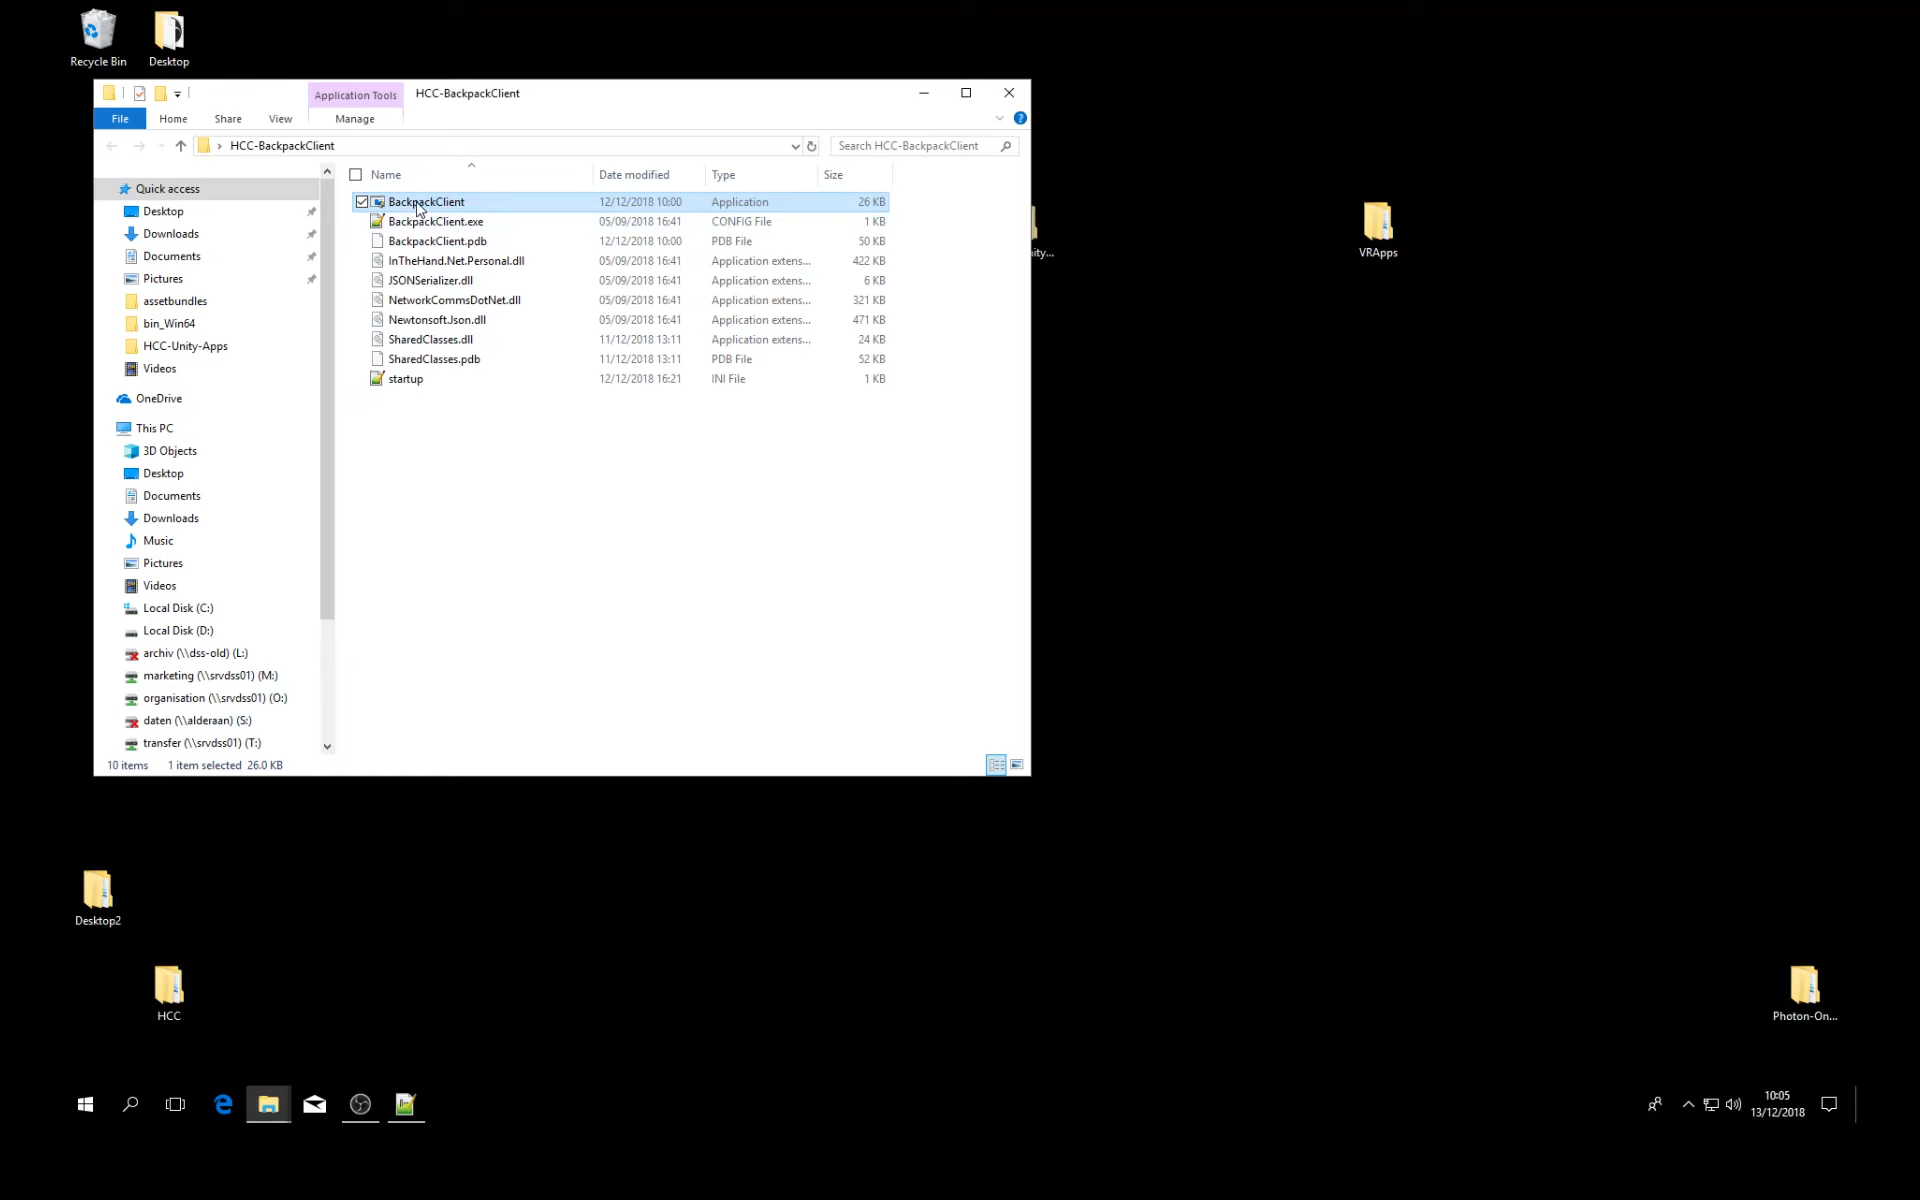 Recycle Bin
Desktop
Application Tools
HCC-BackpackClient
File
Home
Share
View
Manage
HCC-BackpackClient
Search HCC-BackpackClient
Name
Date modified
Type
Size
Quick access
Desktop
Downloads
Documents
Pictures
assetbundles
bin_Win64
HCC-Unity-Apps
Videos
OneDrive
This PC
3D Objects
Desktop
Documents
Downloads
Music
Pictures
Videos
Local Disk (C:)
Local Disk (D:)
archiv (\\dss-old) (L:)
marketing (\\srvdss01) (M:)
organisation (\\srvdss01) (O:)
daten (\\alderaan) (S:)
transfer (\\srvdss01) (T:)
BackpackClient 12/12/2018 10:00 Application 26 KB
BackpackClient.exe 05/09/2018 16:41 CONFIG File 1 KB
BackpackClient.pdb 12/12/2018 10:00 PDB File 50 KB
InTheHand.Net.Personal.dll 05/09/2018 16:41 Application extens... 422 KB
JSONSerializer.dll 05/09/2018 16:41 Application extens... 6 KB
NetworkCommsDotNet.dll 05/09/2018 16:41 Application extens... 321 KB
Newtonsoft.Json.dll 05/09/2018 16:41 Application extens... 471 KB
SharedClasses.dll 11/12/2018 13:11 Application extens... 24 KB
SharedClasses.pdb 11/12/2018 13:11 PDB File 52 KB
startup 12/12/2018 16:21 INI File 1 KB
10 items 1 item selected 26.0 KB
ity...
VRApps
Desktop2
HCC
Photon-On...
10:05
13/12/2018